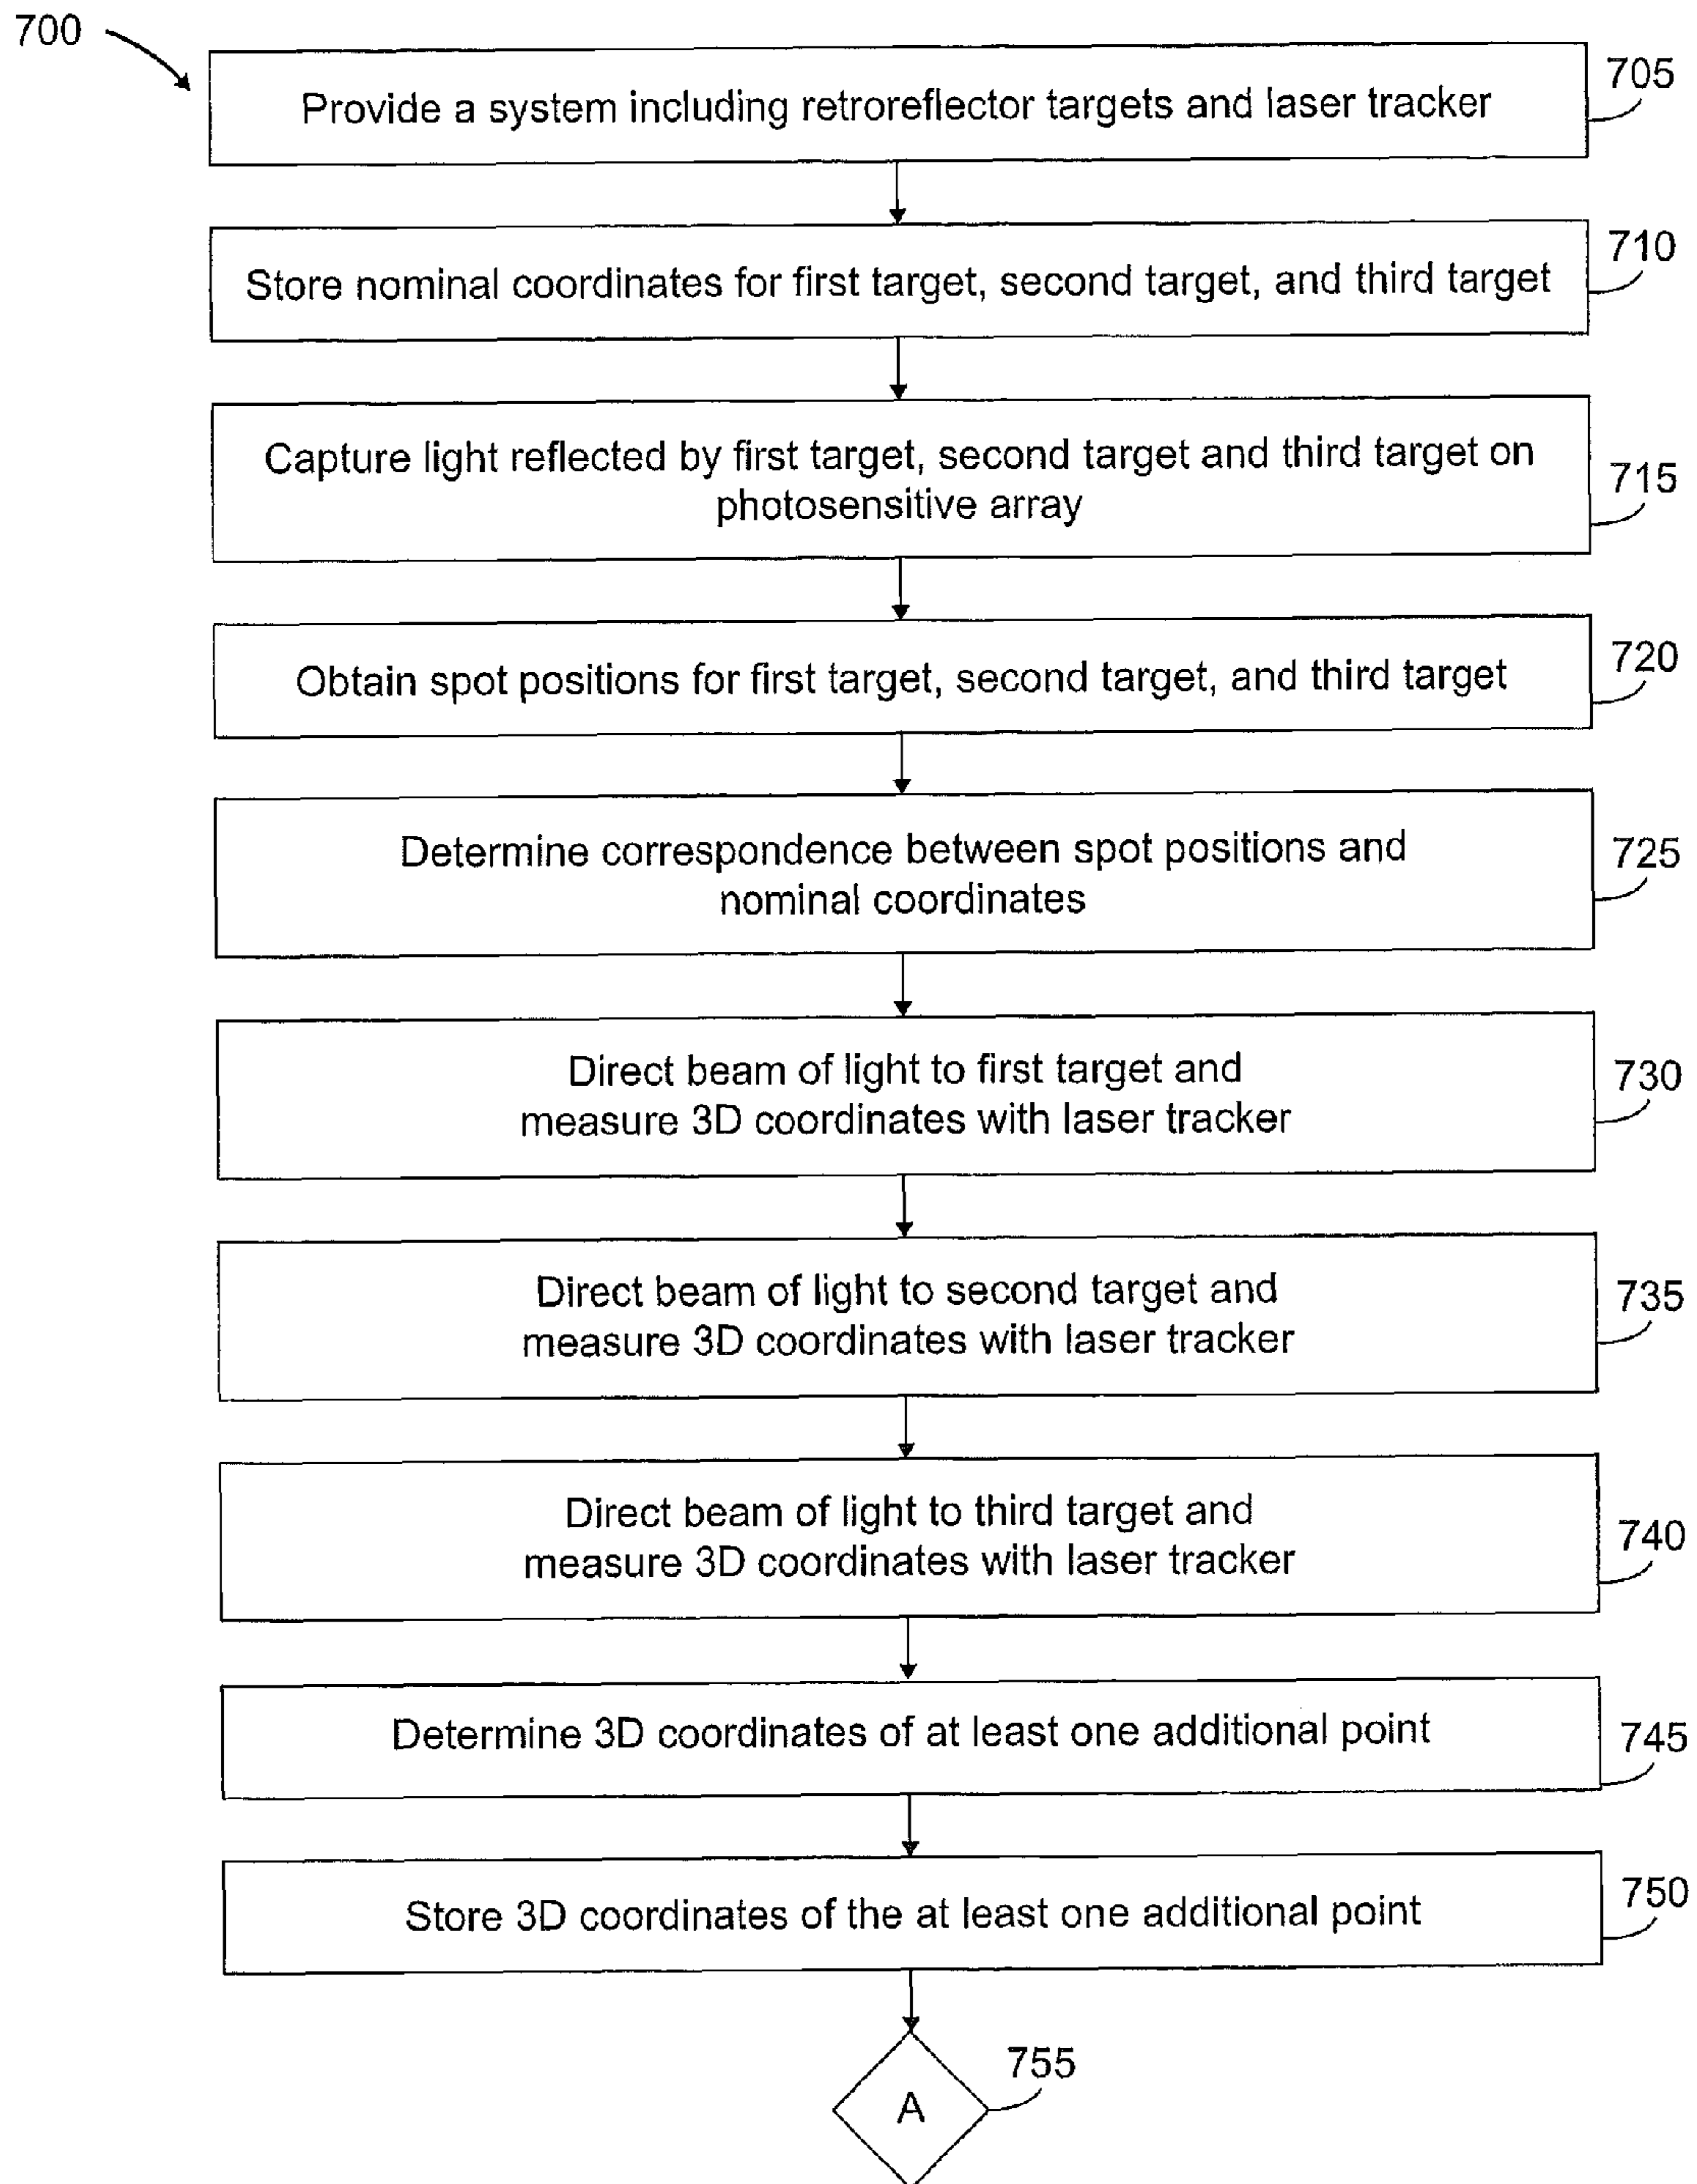 700
Provide a system including retroreflector targets and laser tracker
705
Store nominal coordinates for first target, second target, and third target
710
Capture light reflected by first target, second target and third target on
photosensitive array
715
Obtain spot positions for first target, second target, and third target
720
Determine correspondence between spot positions and
nominal coordinates
725
Direct beam of light to first target and
measure 3D coordinates with laser tracker
730
Direct beam of light to second target and
measure 3D coordinates with laser tracker
735
Direct beam of light to third target and
measure 3D coordinates with laser tracker
740
Determine 3D coordinates of at least one additional point
745
Store 3D coordinates of the at least one additional point
750
A
755